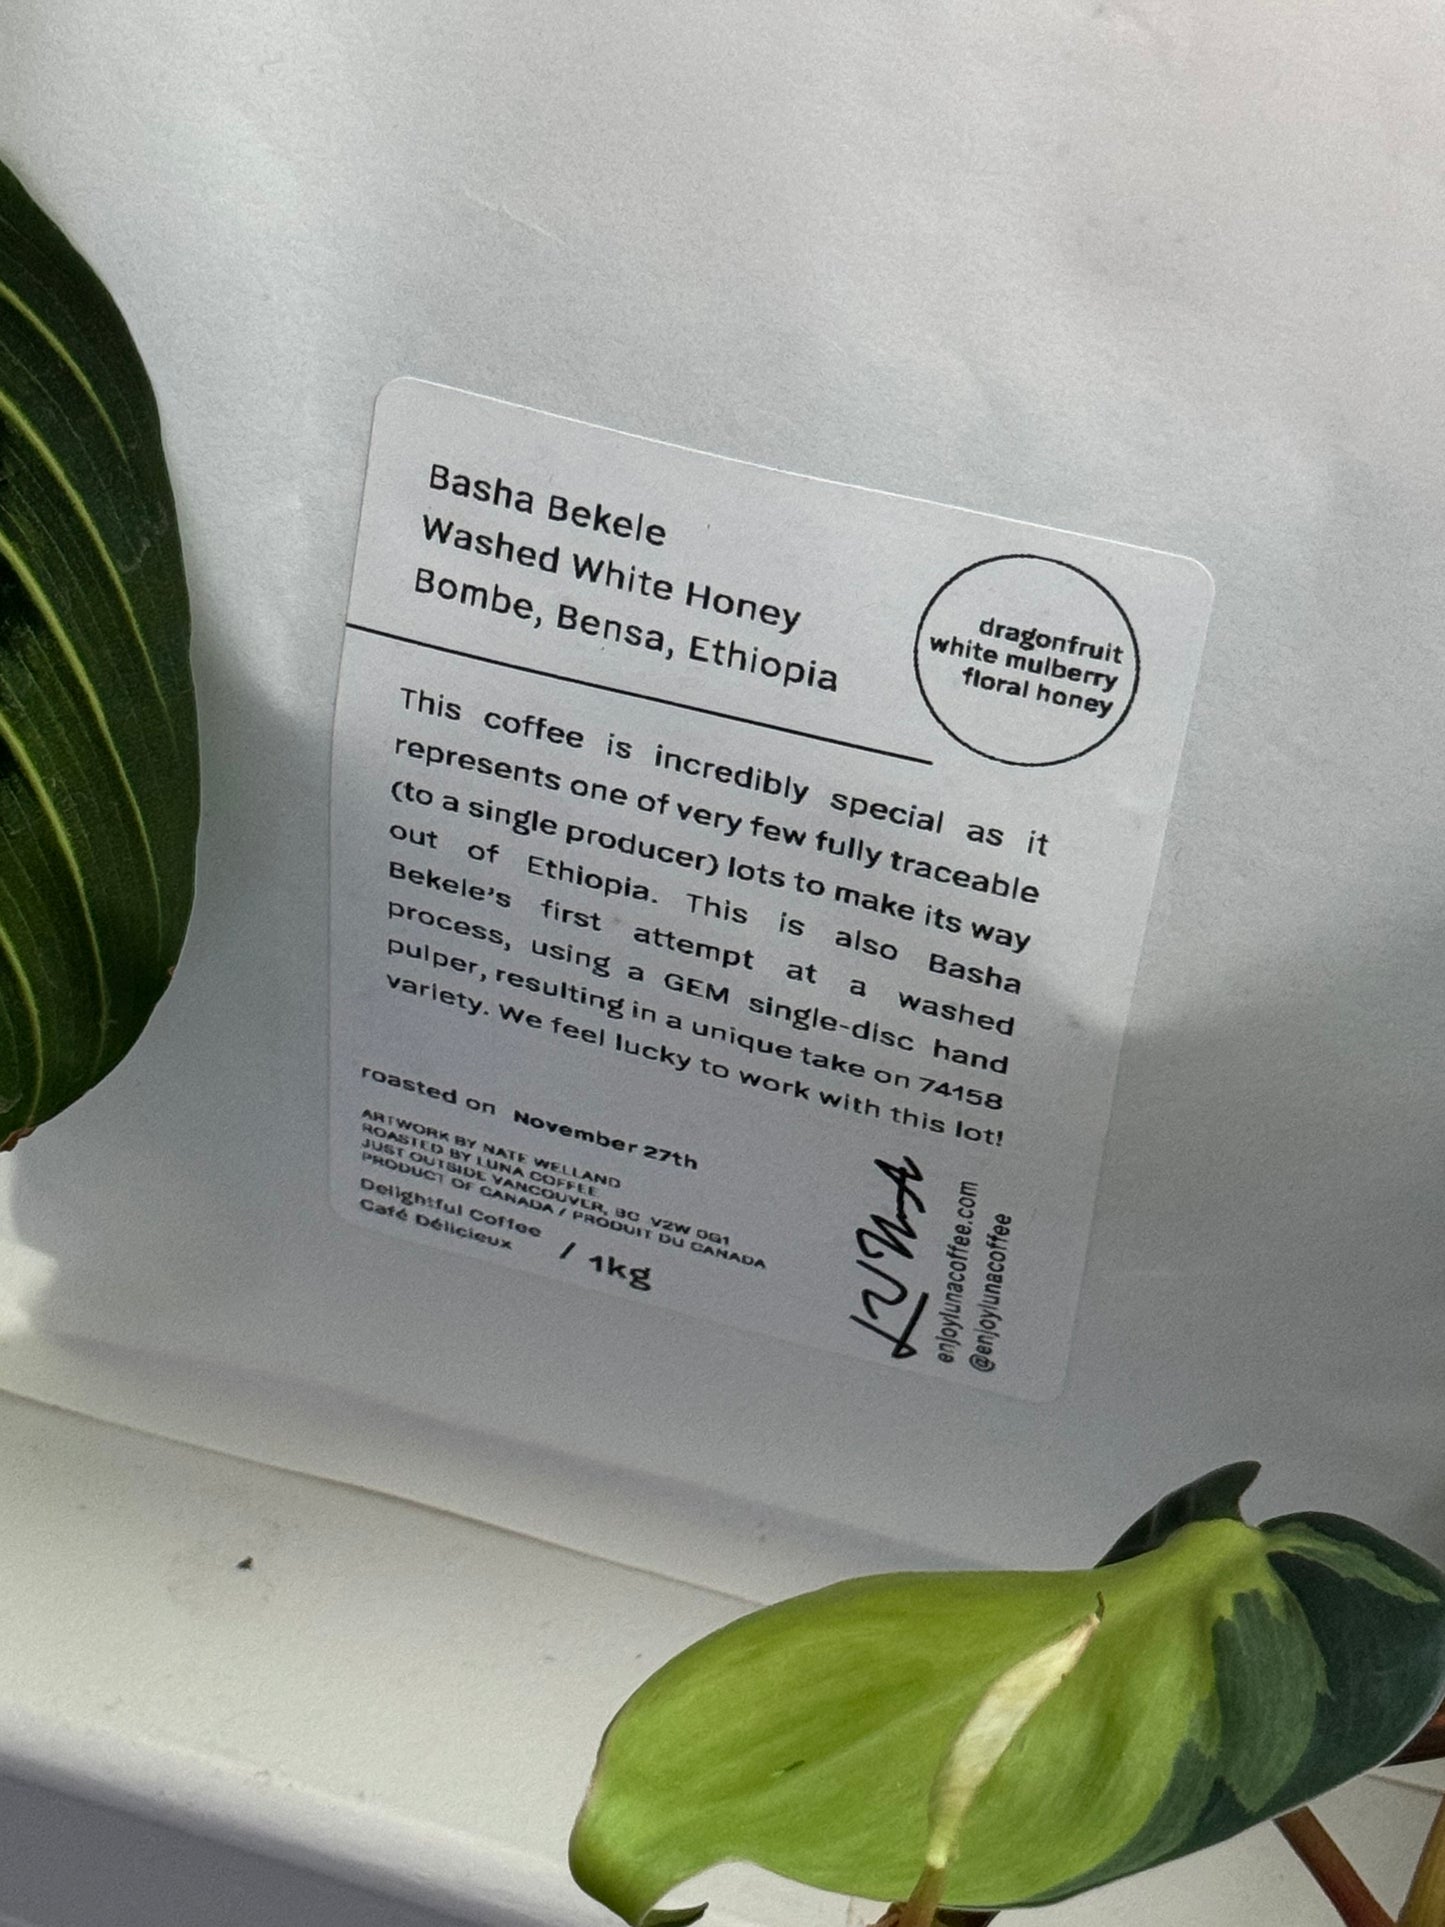 Basha Bekele
Washed White Honey
Bombe, Bensa, Ethiopia
dragonfruit
white mulberry
floral honey
This coffee is incredibly special as it
represents one of very few fully traceable
(to a single producer) lots to make its way
out of Ethiopia. This is also Basha
Bekele's first attempt at a washed
process, using a GEM single-disc hand
pulper, resulting in a unique take on 74158
variety. We feel lucky to work with this lot!
roasted on November 27th
ARTWORK BY NATE WELLAND
ROASTED BY LUNA COFFEE
JUST OUTSIDE VANCOUVER, BC V2W 0G1
PRODUCT OF CANADA / PRODUIT DU CANADA
Delightful Coffee
Café Délicieux
/ 1kg
LUNA
enjoylunacoffee.com
@enjoylunacoffee